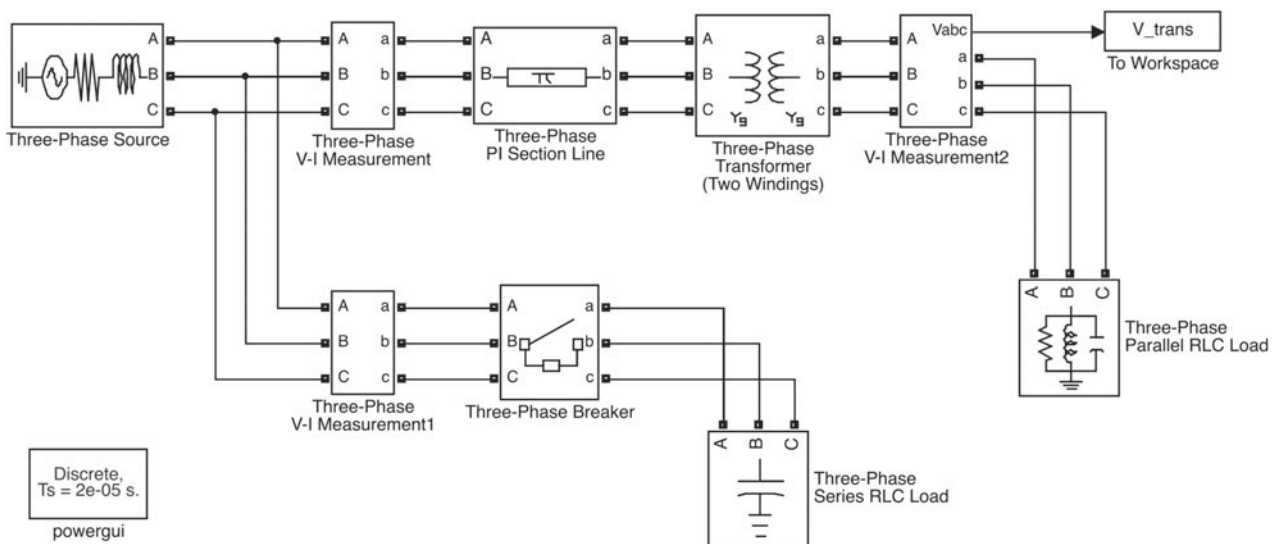 A
B
C
Three-Phase Source
A
B
C
a
b
c
Three-Phase
V-I Measurement
A
B
C
a
b
c
Three-Phase
PI Section Line
A
B
C
a
b
c
Yg
Yg
Three-Phase
Transformer
(Two Windings)
A
B
C
Vabc
a
b
c
Three-Phase
V-I Measurement2
V_trans
To Workspace
A
B
C
Three-Phase
Parallel RLC Load
A
B
C
a
b
c
Three-Phase
V-I Measurement1
A
B
C
a
b
c
Three-Phase Breaker
A
B
C
Three-Phase
Series RLC Load
Discrete,
Ts = 2e-05 s.
powergui